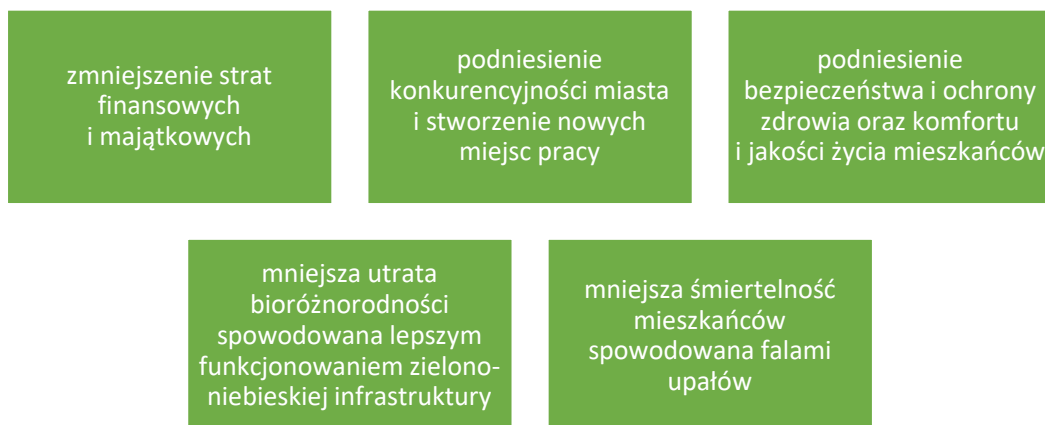 zmniejszenie strat
finansowych
i majątkowych
podniesienie
konkurencyjności miasta
i stworzenie nowych
miejsc pracy
podniesienie
bezpieczeństwa i ochrony
zdrowia oraz komfortu
i jakości życia mieszkańców
mniejsza utrata
bioróżnorodności
spowodowana lepszym
funkcjonowaniem zielono-
niebieskiej infrastruktury
mniejsza śmiertelność
mieszkańców
spowodowana falami
upałów